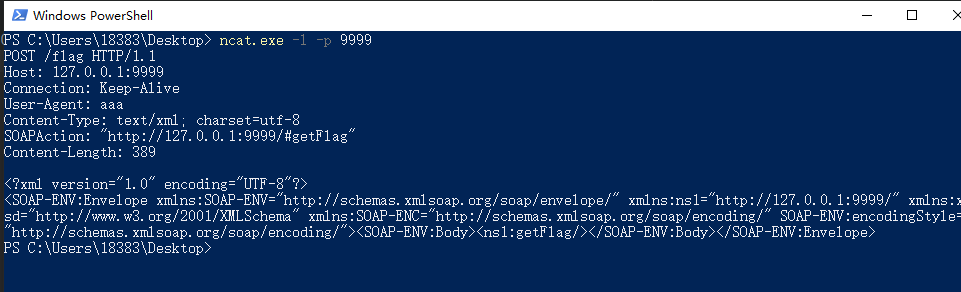 Windows PowerShell
PS C:\Users\18383\Desktop> ncat.exe -l -p 9999
POST /flag HTTP/1.1
Host: 127.0.0.1:9999
Connection: Keep-Alive
User-Agent: aaa
Content-Type: text/xml; charset=utf-8
SOAPAction: "http://127.0.0.1:9999/#getFlag"
Content-Length: 389
<?xml version="1.0" encoding="UTF-8"?>
<SOAP-ENV:Envelope xmlns:SOAP-ENV="http://schemas.xmlsoap.org/soap/envelope/" xmlns:ns1="http://127.0.0.1:9999/" xmlns:x
sd="http://www.w3.org/2001/XMLSchema" xmlns:SOAP-ENC="http://schemas.xmlsoap.org/soap/encoding/" SOAP-ENV:encodingStyle=
"http://schemas.xmlsoap.org/soap/encoding/"><SOAP-ENV:Body><ns1:getFlag/></SOAP-ENV:Body></SOAP-ENV:Envelope>
PS C:\Users\18383\Desktop>